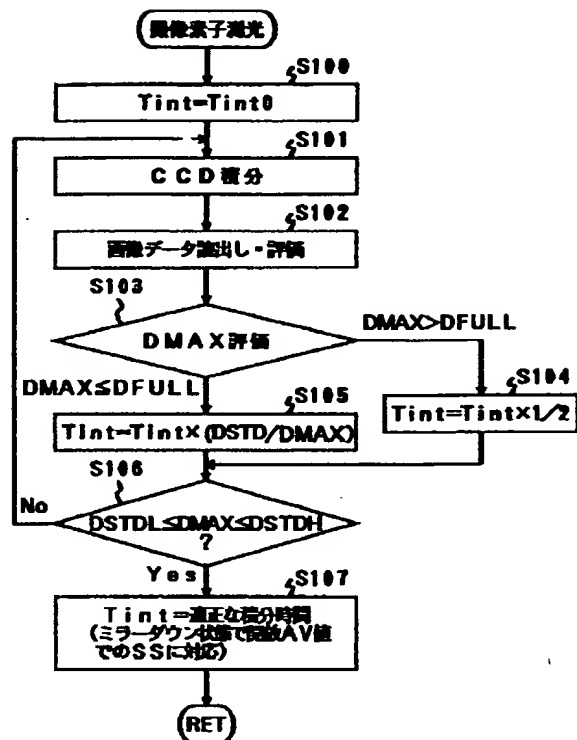 撮像素子測光
S100
Tint=Tint0
S101
CCD積分
S102
画像データ読出し・評価
S103
DMAX評価
DMAX>DFULL
DMAX≦DFULL
S104
Tint=Tint×1/2
S105
Tint=Tint×(DSTD/DMAX)
S106
No
DSTDL≦DMAX≦DSTDH
?
Yes
S107
Tint=適正な積分時間
(ミラーダウン状態で開放AV値
でのSSに対応)
RET